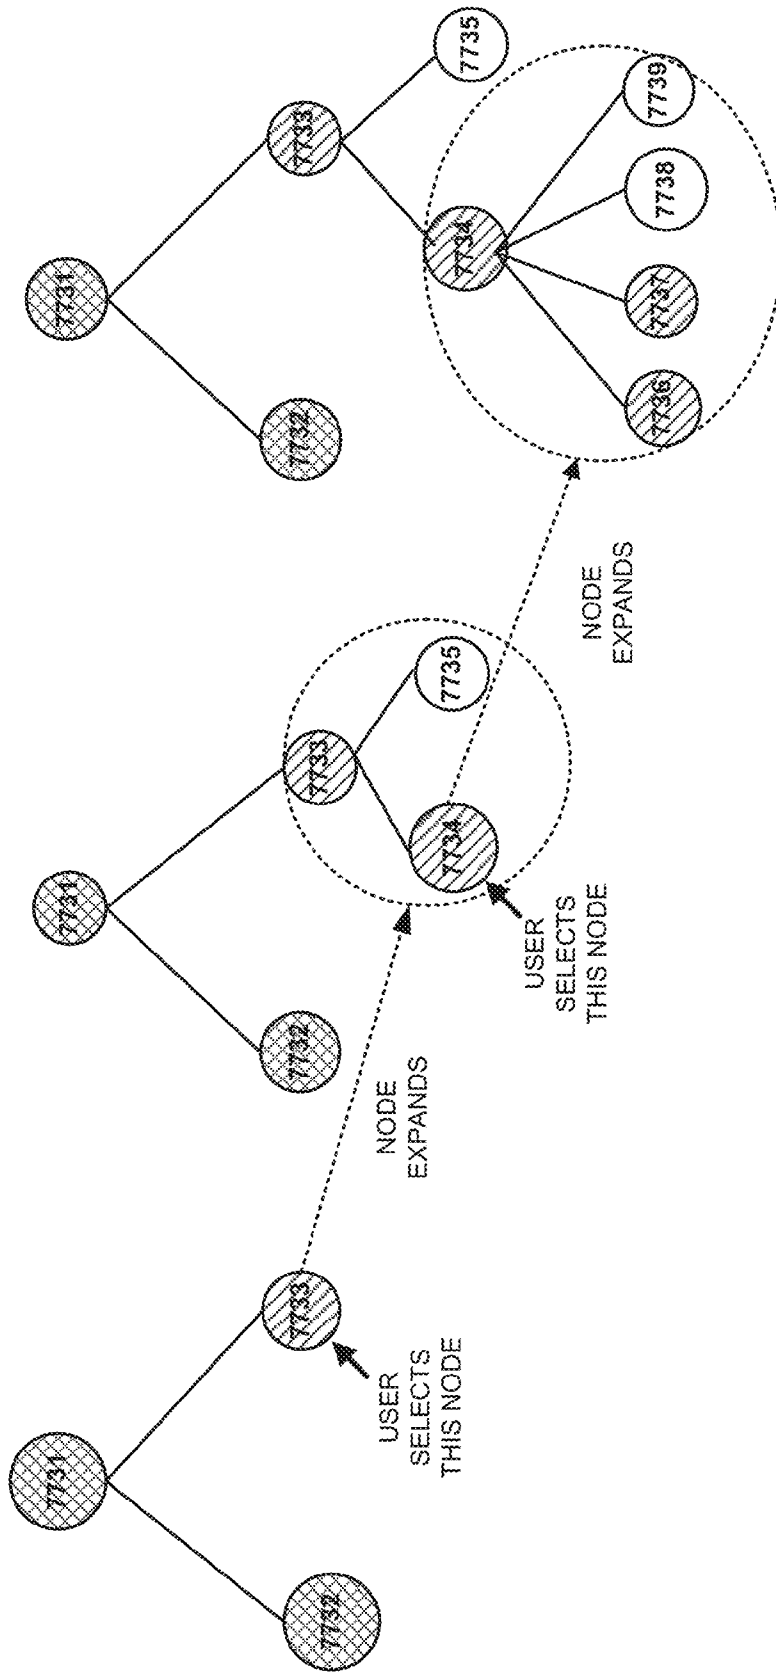 7731
7732
7733
USER
SELECTS
THIS NODE
NODE
EXPANDS
7731
7732
7733
7734
7735
USER
SELECTS
THIS NODE
NODE
EXPANDS
7731
7732
7733
7734
7735
7736
7737
7738
7739